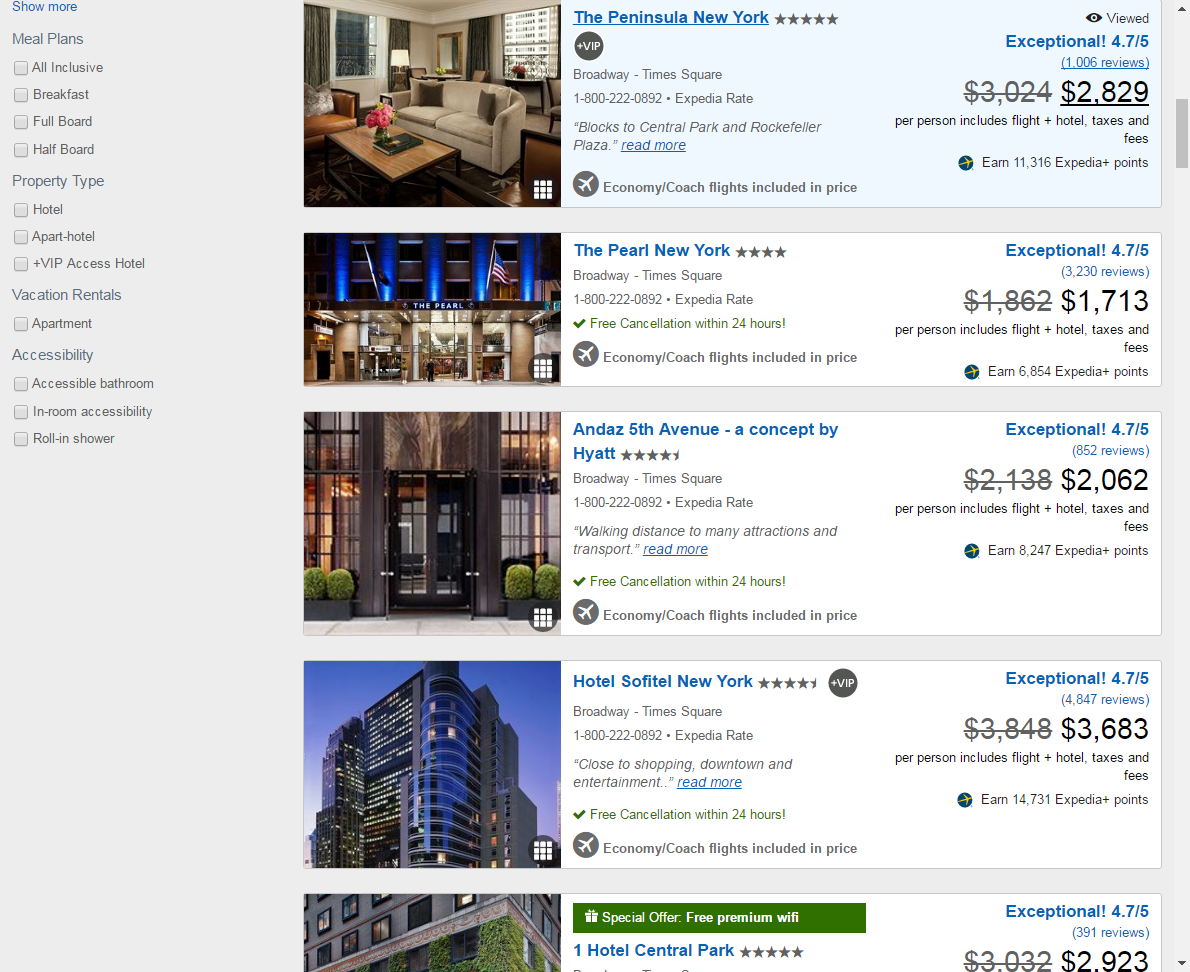 Show more
Meal Plans
All Inclusive
Breakfast
Full Board
Half Board
Property Type
Hotel
Apart-hotel
+VIP Access Hotel
Vacation Rentals
Apartment
Accessibility
Accessible bathroom
In-room accessibility
Roll-in shower
The Peninsula New York
+VIP
Broadway - Times Square
1-800-222-0892 • Expedia Rate
“Blocks to Central Park and Rockefeller
Plaza.” read more
Economy/Coach flights included in price
Viewed
Exceptional! 4.7/5
(1,006 reviews)
$3,024 $2,829
per person includes flight + hotel, taxes and
fees
Earn 11,316 Expedia+ points
THE PEARL
The Pearl New York
Broadway - Times Square
1-800-222-0892 • Expedia Rate
Free Cancellation within 24 hours!
Economy/Coach flights included in price
Exceptional! 4.7/5
(3,230 reviews)
$1,862 $1,713
per person includes flight + hotel, taxes and
fees
Earn 6,854 Expedia+ points
Andaz 5th Avenue - a concept by
Hyatt
Broadway - Times Square
1-800-222-0892 • Expedia Rate
“Walking distance to many attractions and
transport.” read more
Free Cancellation within 24 hours!
Economy/Coach flights included in price
Exceptional! 4.7/5
(852 reviews)
$2,138 $2,062
per person includes flight + hotel, taxes and
fees
Earn 8,247 Expedia+ points
Hotel Sofitel New York
+VIP
Broadway - Times Square
1-800-222-0892 • Expedia Rate
“Close to shopping, downtown and
entertainment..” read more
Free Cancellation within 24 hours!
Economy/Coach flights included in price
Exceptional! 4.7/5
(4,847 reviews)
$3,848 $3,683
per person includes flight + hotel, taxes and
fees
Earn 14,731 Expedia+ points
Special Offer: Free premium wifi
1 Hotel Central Park
Exceptional! 4.7/5
(391 reviews)
$3,032 $2,923